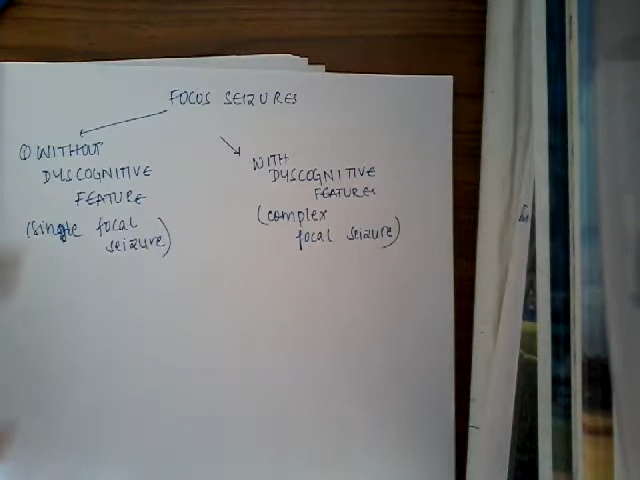 FOCUS SEIZURES
① WITHOUT
DYSCOGNITIVE
FEATURE
(single focal
seizure)
WITH
DYSCOGNITIVE
FEATURES
(complex
focal seizure)